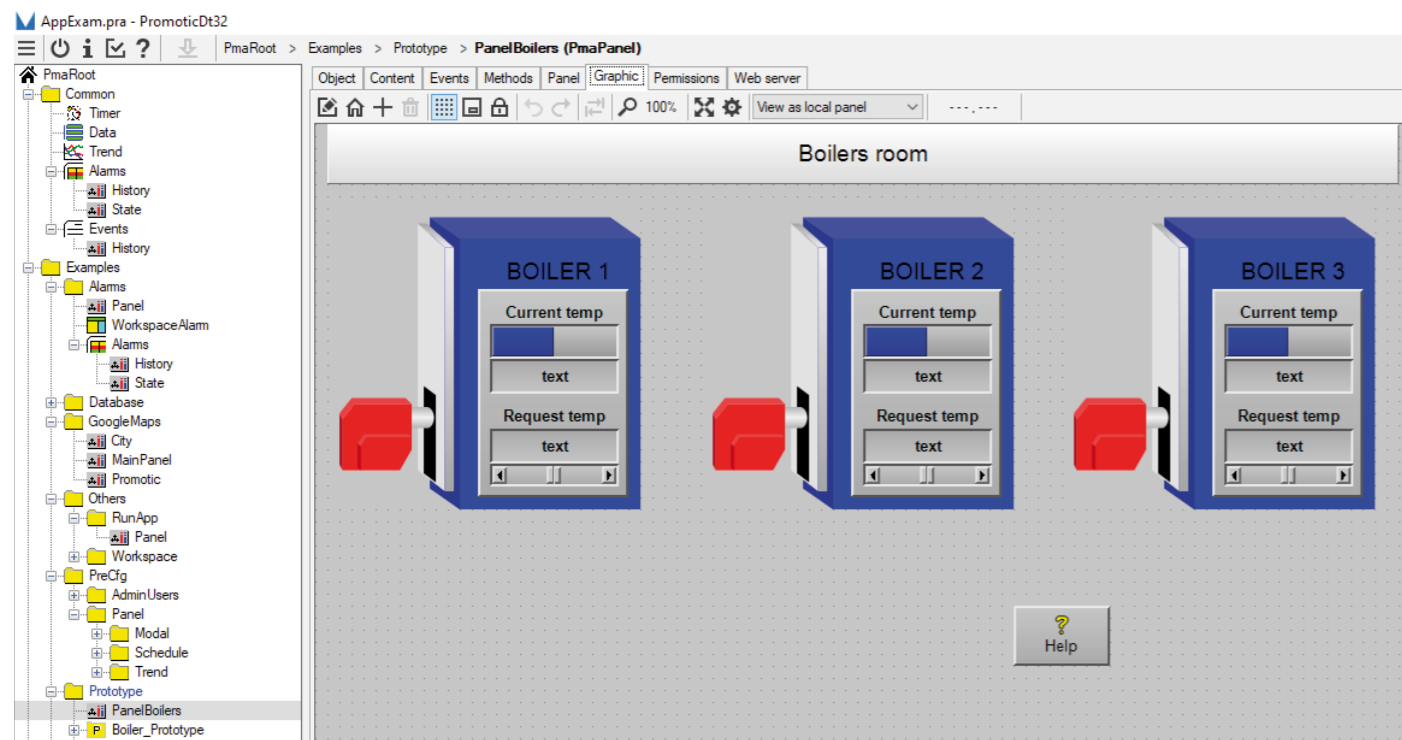 AppExam.pra - PromoticDt32
PmaRoot > Examples > Prototype > PanelBoilers (PmaPanel)
PmaRoot
Common
Timer
Data
Trend
Alarms
History
State
Events
History
Examples
Alarms
Panel
WorkspaceAlarm
Alarms
History
State
Database
GoogleMaps
City
MainPanel
Promotic
Others
RunApp
Panel
Workspace
PreCfg
AdminUsers
Panel
Modal
Schedule
Trend
Prototype
PanelBoilers
P Boiler_Prototype
Object Content Events Methods Panel Graphic Permissions Web server
100% View as local panel ---.---
Boilers room
BOILER 1 BOILER 2 BOILER 3
Current temp Current temp Current temp
text text text
Request temp Request temp Request temp
text text text
?
Help